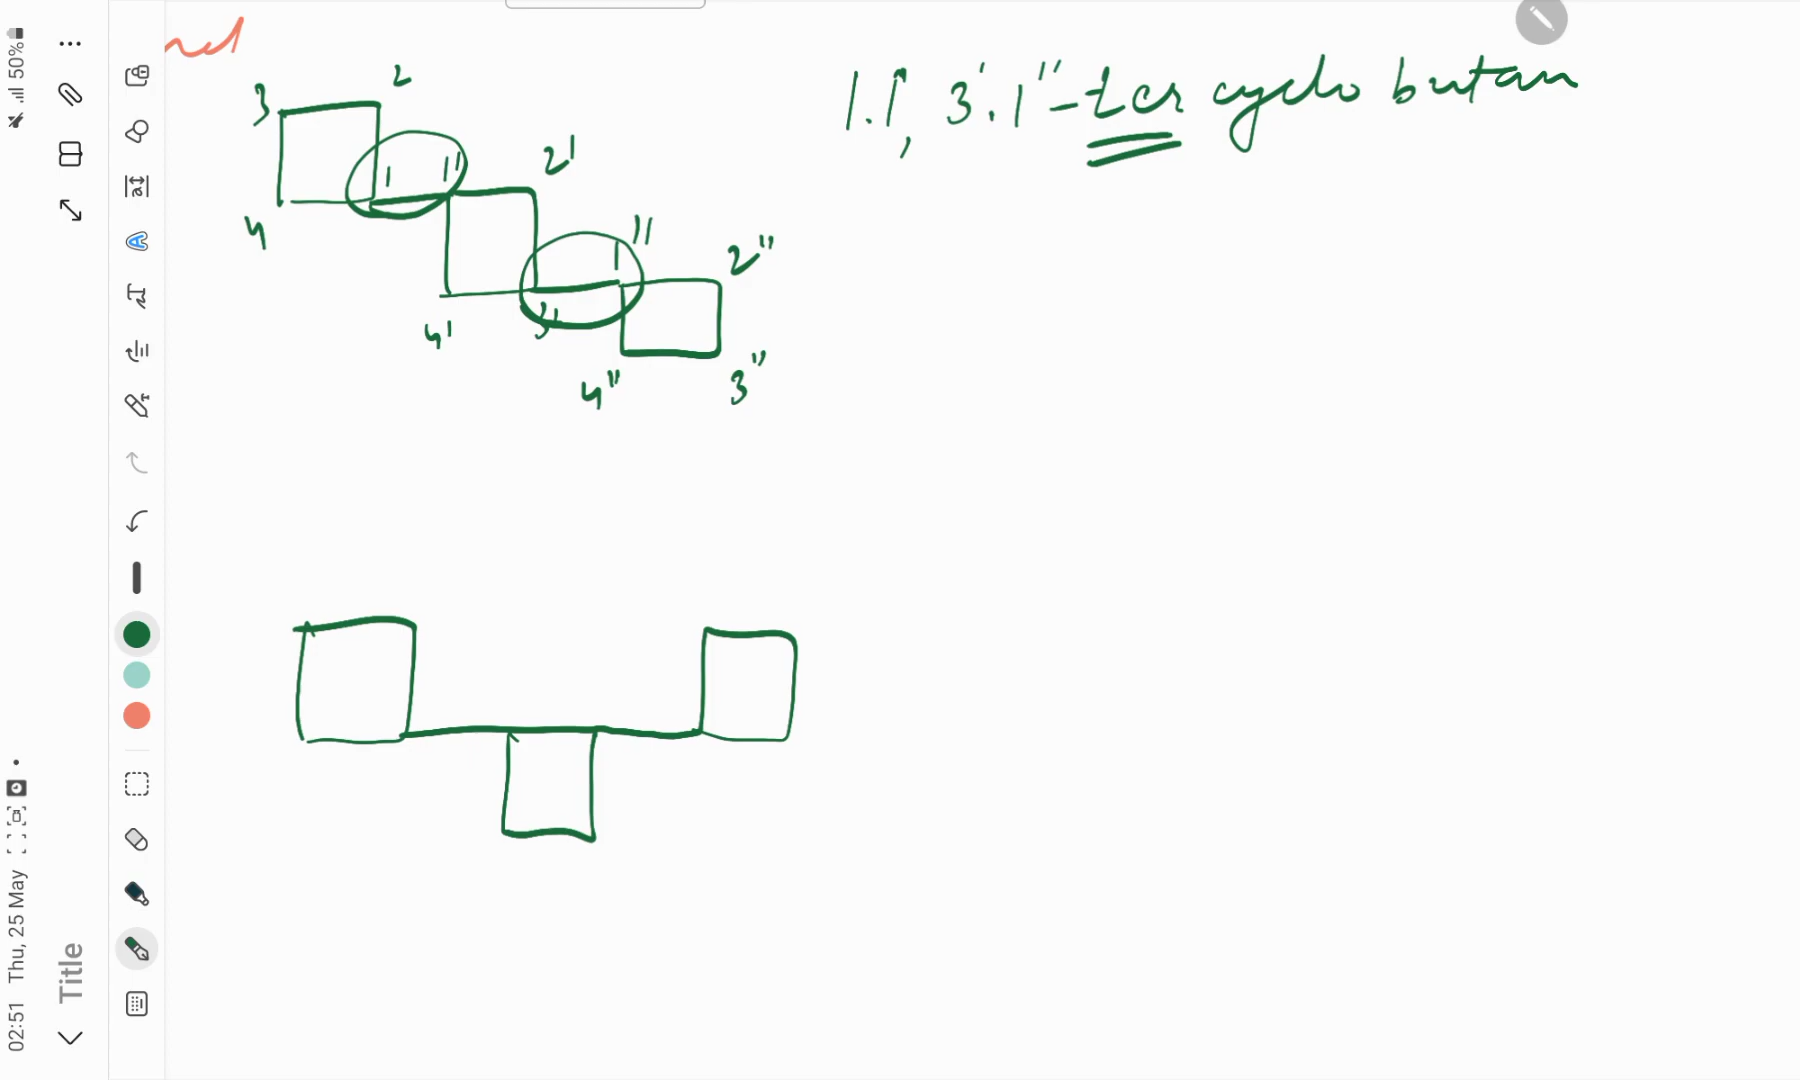 nd
1.1', 3'.1''-ter cyclo butan
3 2
1 1'
2'
4
1''
2''
4' 3'
4'' 3''
02:51 Thu, 25 May
50%
Title